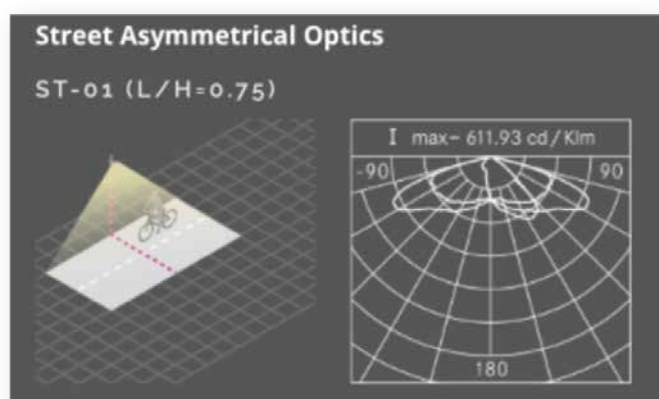 Street Asymmetrical Optics
ST-01 (L/H=0.75)
I max- 611.93 cd/Klm
-90
90
180